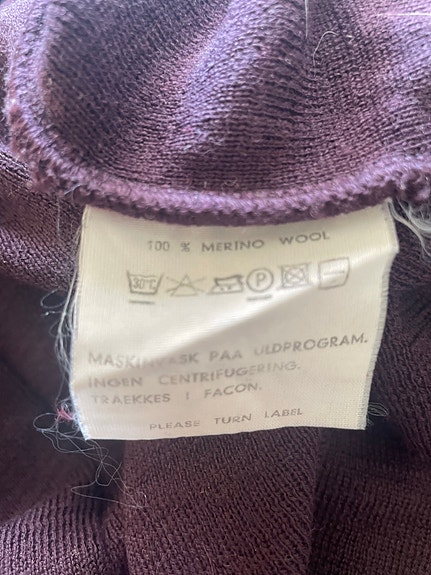 100 % MERINO WOOL
30°C P
MASKINVASK PAA ULDPROGRAM.
INGEN CENTRIFUGERING.
TRAEKKES I FACON.
PLEASE TURN LABEL